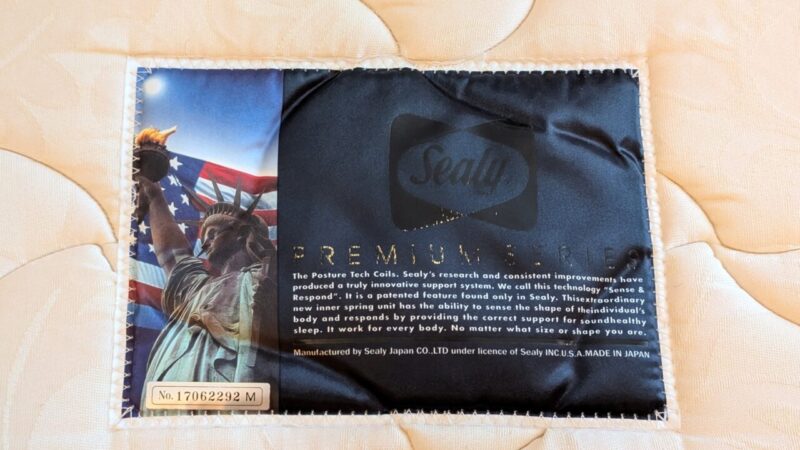 Sealy
PREMIUM SERIES
The Posture Tech Coils. Sealy's research and consistent improvements have
produced a truly innovative support system. We call this technology "Sense &
Respond". It is a patented feature found only in Sealy. Thisextraordinary
new inner spring unit has the ability to sense the shape of theindividual's
body and responds by providing the correct support for soundhealthy
sleep. It work for every body. No matter what size or shape you are.
Manufactured by Sealy Japan CO.,LTD under licence of Sealy INC.U.S.A.MADE IN JAPAN
No. 17062292 M